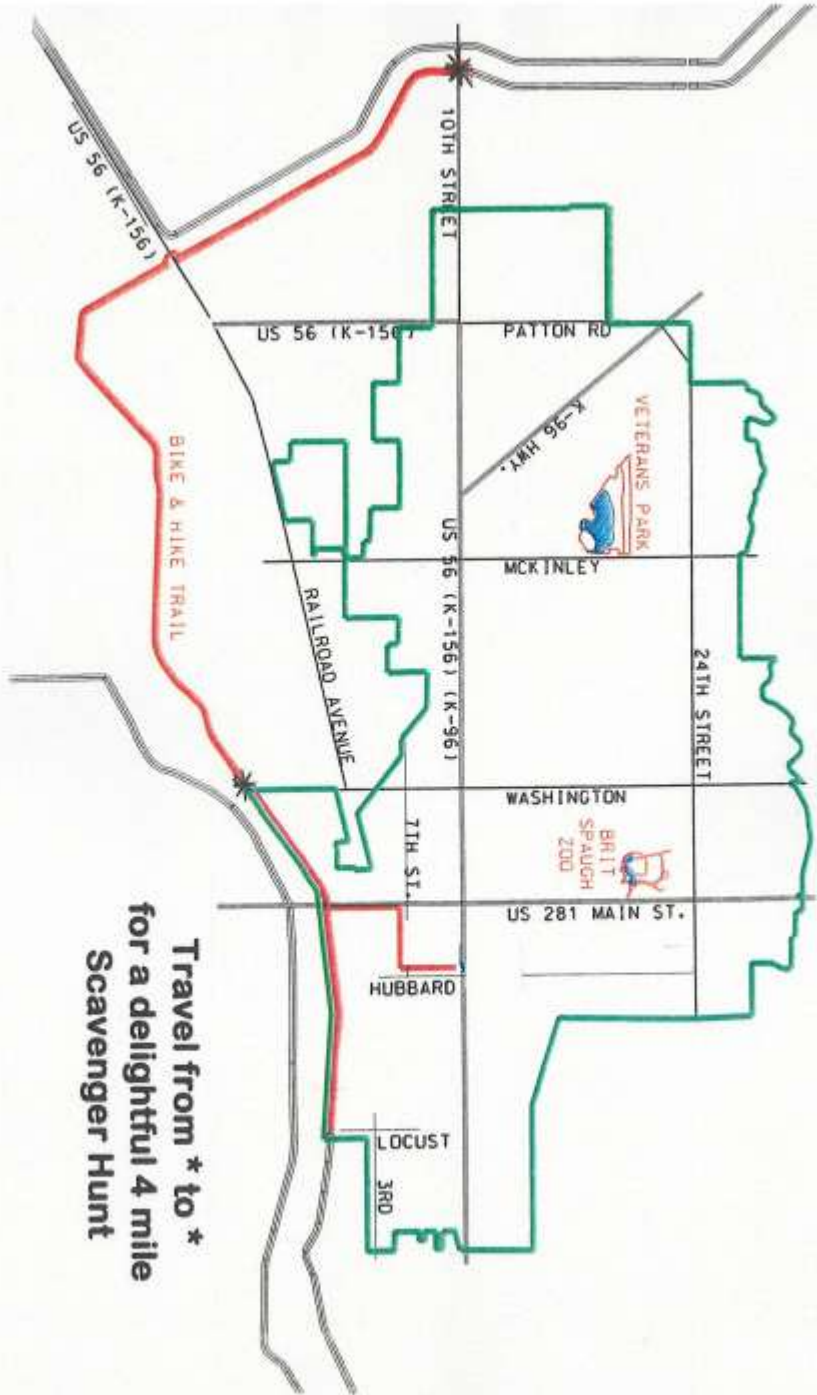 10TH STREET
US 56 (K-156)
US 56 (K-156)
PATTON RD
K-96 HWY.
VETERANS PARK
BIKE & HIKE TRAIL
US 56 (K-156) (K-96)
MCKINLEY
RAILROAD AVENUE
24TH STREET
WASHINGTON
7TH ST.
BRIT
SPAUGH
ZOO
US 281 MAIN ST.
HUBBARD
LOCUST
3RD
Travel from * to *
for a delightful 4 mile
Scavenger Hunt